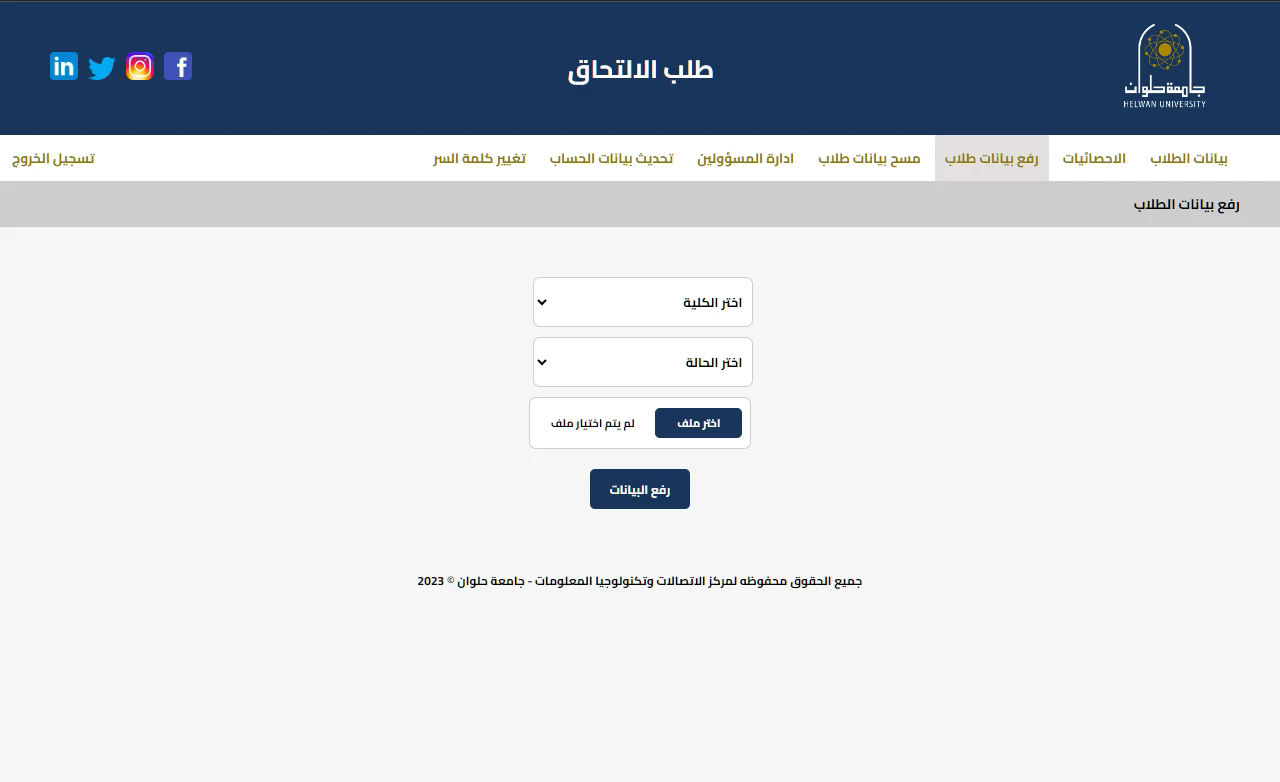 جامعة حلوان
HELWAN UNIVERSITY
طلب الالتحاق
بيانات الطلاب
الاحصائيات
رفع بيانات طلاب
مسح بيانات طلاب
ادارة المسؤولين
تحديث بيانات الحساب
تغيير كلمة السر
تسجيل الخروج
رفع بيانات الطلاب
اختر الكلية
اختر الحالة
اختر ملف لم يتم اختيار ملف
رفع البيانات
جميع الحقوق محفوظه لمركز الاتصالات وتكنولوجيا المعلومات - جامعة حلوان © 2023